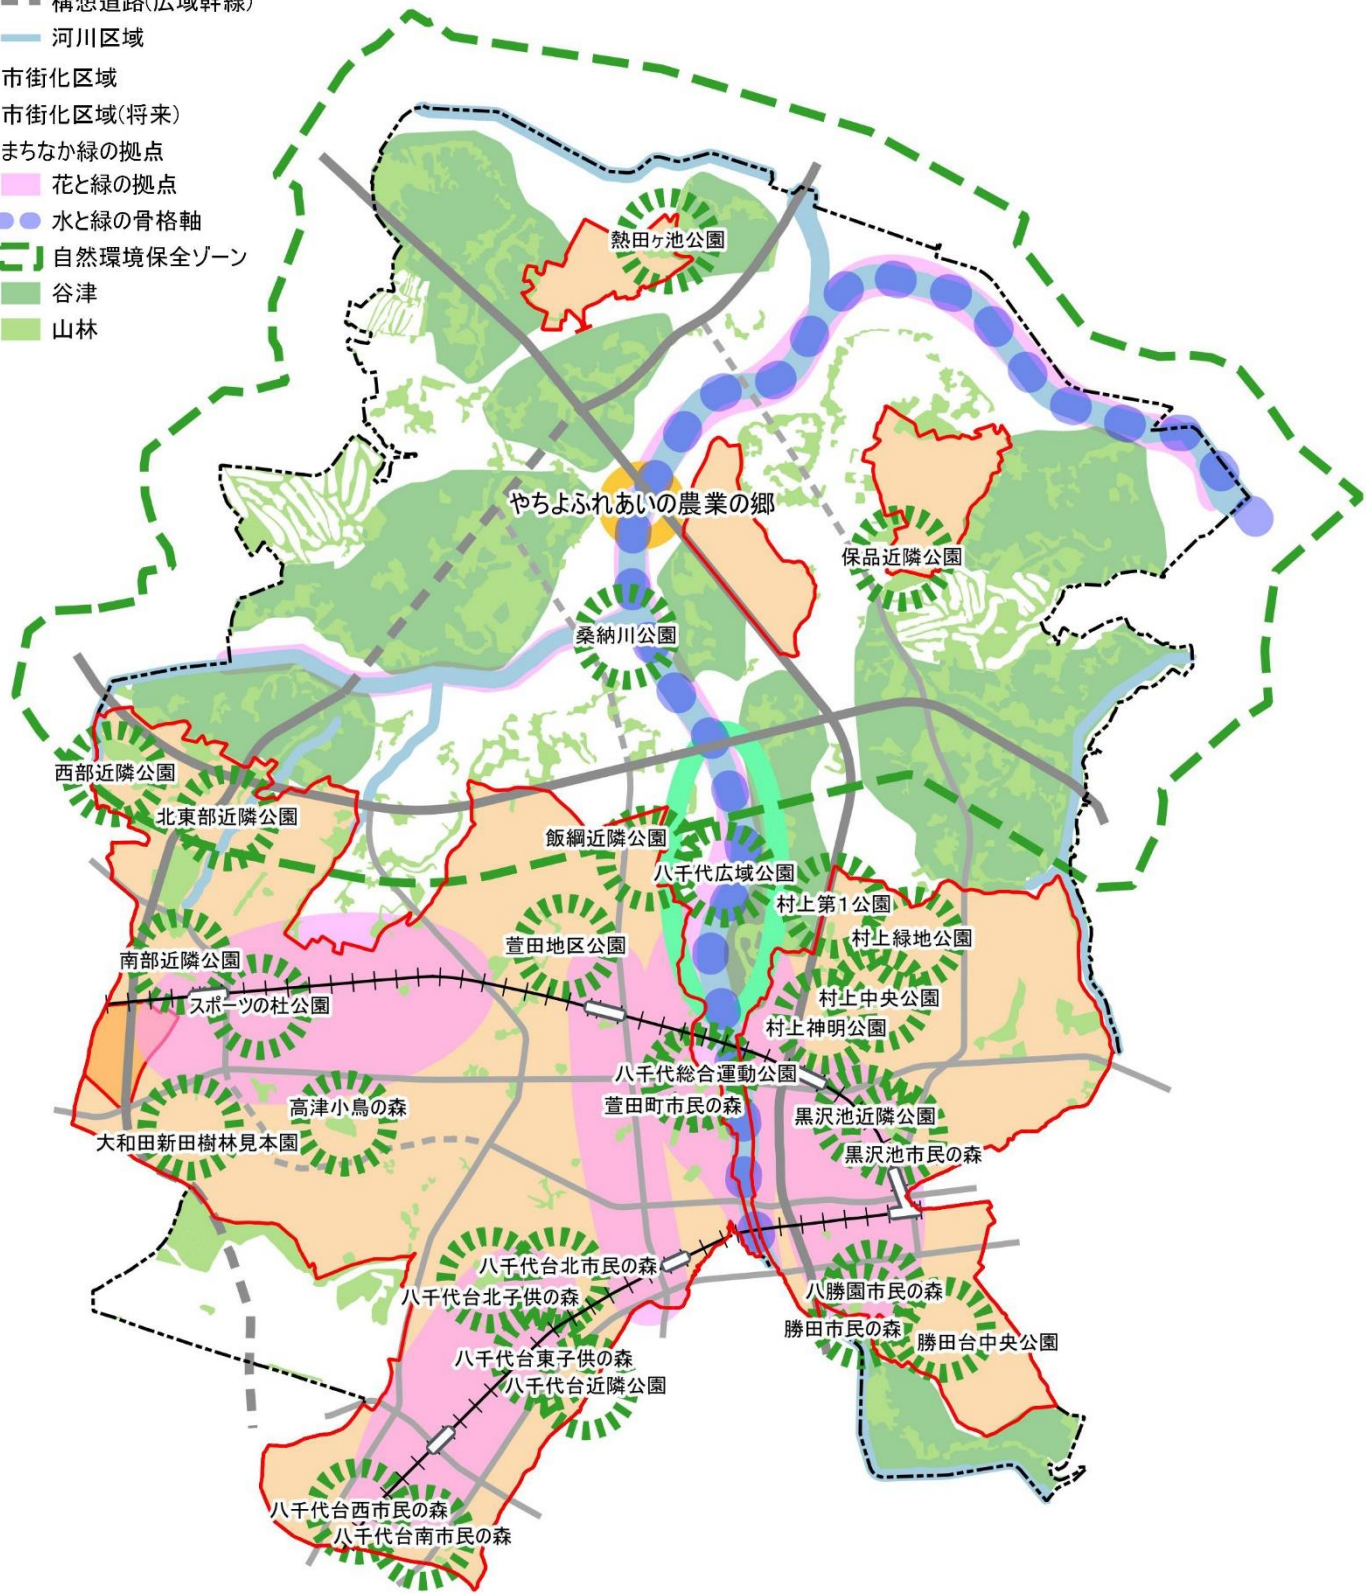 構想道路(広域幹線)
河川区域
市街化区域
市街化区域(将来)
まちなか緑の拠点
花と緑の拠点
水と緑の骨格軸
自然環境保全ゾーン
谷津
山林
熱田ヶ池公園
やちよふれあいの農業の郷
保品近隣公園
桑納川公園
西部近隣公園
北東部近隣公園
飯綱近隣公園
八千代広域公園
村上第1公園
村上緑地公園
萱田地区公園
南部近隣公園
スポーツの杜公園
村上中央公園
村上神明公園
八千代総合運動公園
萱田町市民の森
高津小鳥の森
黒沢池近隣公園
大和田新田樹林見本園
黒沢池市民の森
八千代台北市民の森
八千代台北子供の森
八勝園市民の森
勝田市民の森
勝田台中央公園
八千代台東子供の森
八千代台近隣公園
八千代台西市民の森
八千代台南市民の森